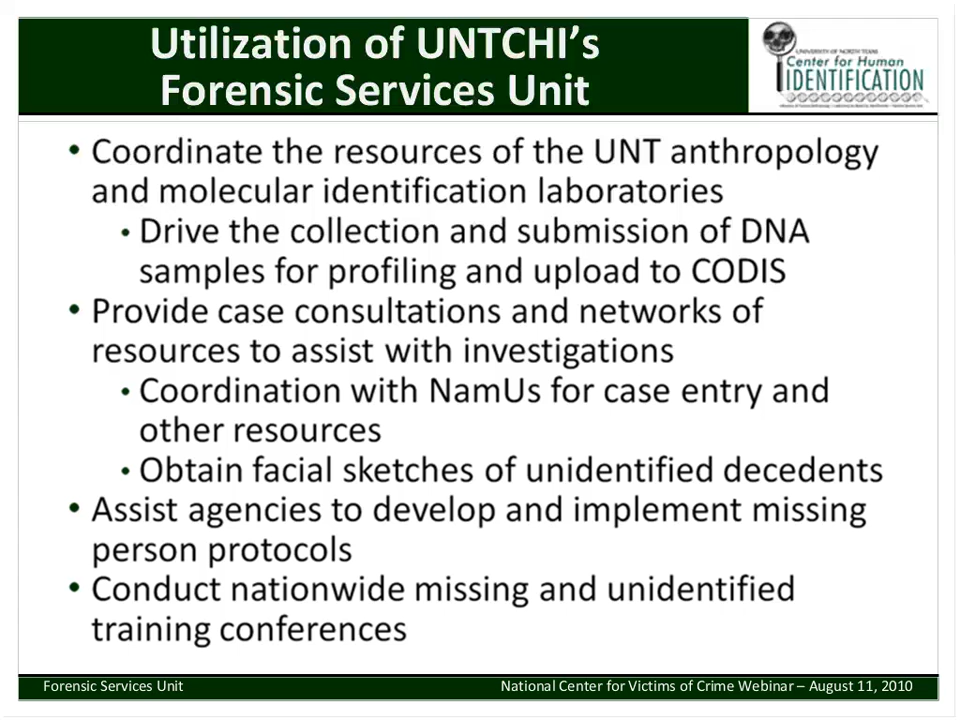 Utilization of UNTCHI's
Forensic Services Unit
UNIVERSITY OF NORTH TEXAS
Center for Human
IDENTIFICATION
• Coordinate the resources of the UNT anthropology
and molecular identification laboratories
• Drive the collection and submission of DNA
samples for profiling and upload to CODIS
• Provide case consultations and networks of
resources to assist with investigations
• Coordination with NamUs for case entry and
other resources
• Obtain facial sketches of unidentified decedents
• Assist agencies to develop and implement missing
person protocols
• Conduct nationwide missing and unidentified
training conferences
Forensic Services Unit
National Center for Victims of Crime Webinar – August 11, 2010